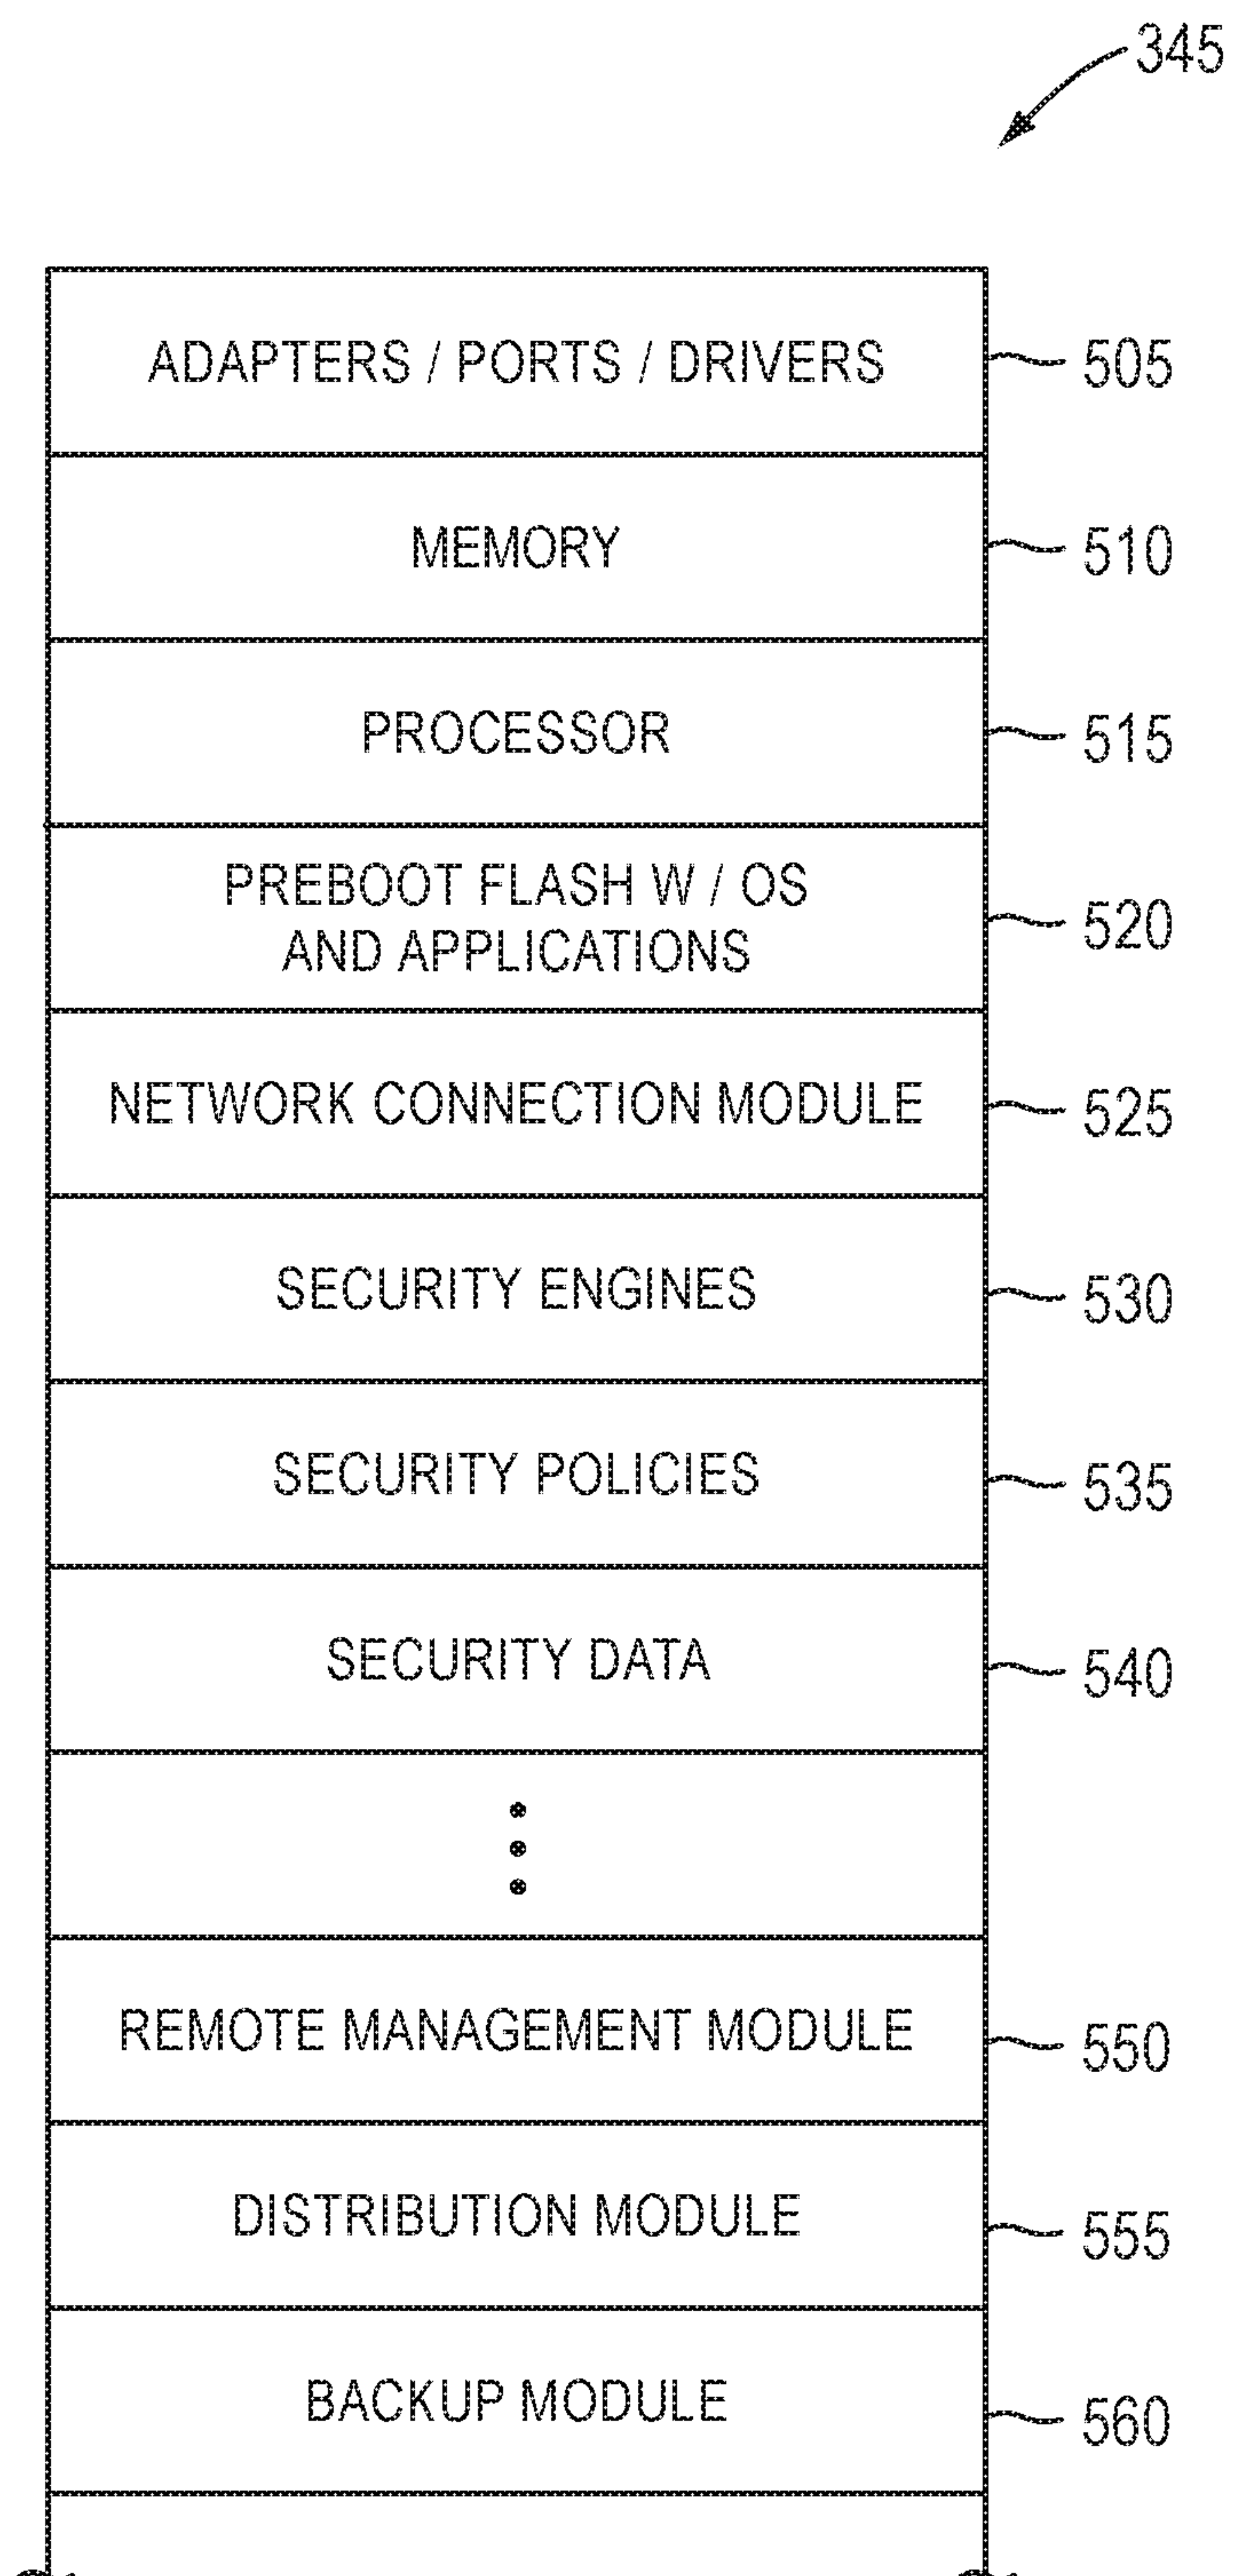 345
ADAPTERS / PORTS / DRIVERS 505
MEMORY 510
PROCESSOR 515
PREBOOT FLASH W / OS
AND APPLICATIONS 520
NETWORK CONNECTION MODULE 525
SECURITY ENGINES 530
SECURITY POLICIES 535
SECURITY DATA 540
REMOTE MANAGEMENT MODULE 550
DISTRIBUTION MODULE 555
BACKUP MODULE 560